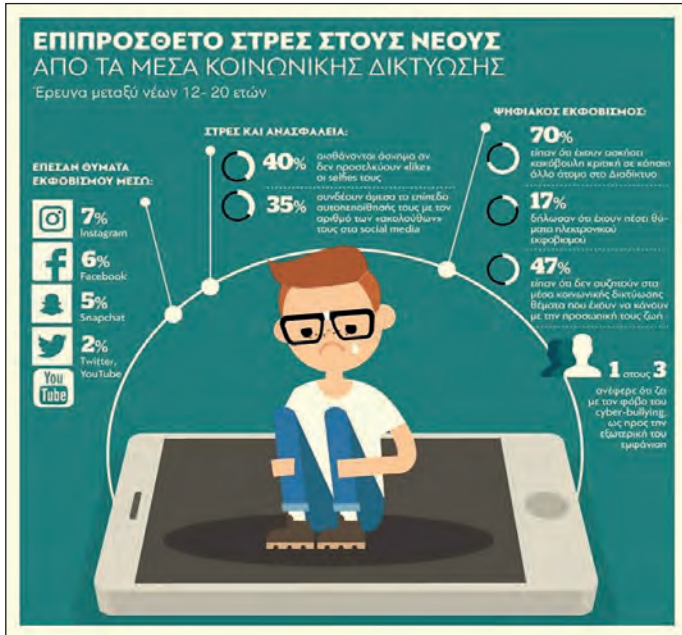 ΕΠΙΠΡΟΣΘΕΤΟ ΣΤΡΕΣ ΣΤΟΥΣ ΝΕΟΥΣ
ΑΠΟ ΤΑ ΜΕΣΑ ΚΟΙΝΩΝΙΚΗΣ ΔΙΚΤΥΩΣΗΣ
Έρευνα μεταξύ νέων 12- 20 ετών
ΕΠΕΣΑΝ ΘΥΜΑΤΑ
ΕΚΦΟΒΙΣΜΟΥ ΜΕΣΩ:
7%
Instagram
6%
Facebook
5%
Snapchat
2%
Twitter,
YouTube
You
Tube
ΣΤΡΕΣ ΚΑΙ ΑΝΑΣΦΑΛΕΙΑ:
40% αισθάνονται άσχημα αν
δεν προσελκύουν «like»
οι selfies τους
35% συνδέουν άμεσα το επίπεδο
αυτοπεποίθησής τους με τον
αριθμό των «ακολούθων»
τους στα social media
ΨΗΦΙΑΚΟΣ ΕΚΦΟΒΙΣΜΟΣ:
70%
είπαν ότι έχουν ασκήσει
κακόβουλη κριτική σε κάποιο
άλλο άτομο στο Διαδίκτυο
17%
δήλωσαν ότι έχουν πέσει θύ-
ματα ηλεκτρονικού
εκφοβισμού
47%
είπαν ότι δεν συζητούν στα
μέσα κοινωνικής δικτύωσης
θέματα που έχουν να κάνουν
με την προσωπική τους ζωή
1 στους 3
ανέφερε ότι ζει
με τον φόβο του
cyber-bullying,
ως προς την
εξωτερική του
εμφάνιση